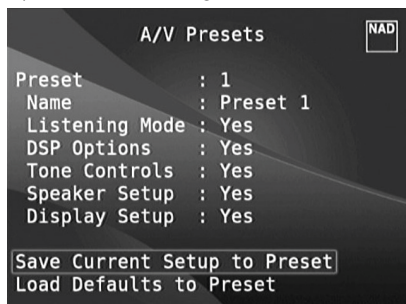 A/V Presets
NAD
Preset : 1
Name : Preset 1
Listening Mode : Yes
DSP Options : Yes
Tone Controls : Yes
Speaker Setup : Yes
Display Setup : Yes
Save Current Setup to Preset
Load Defaults to Preset